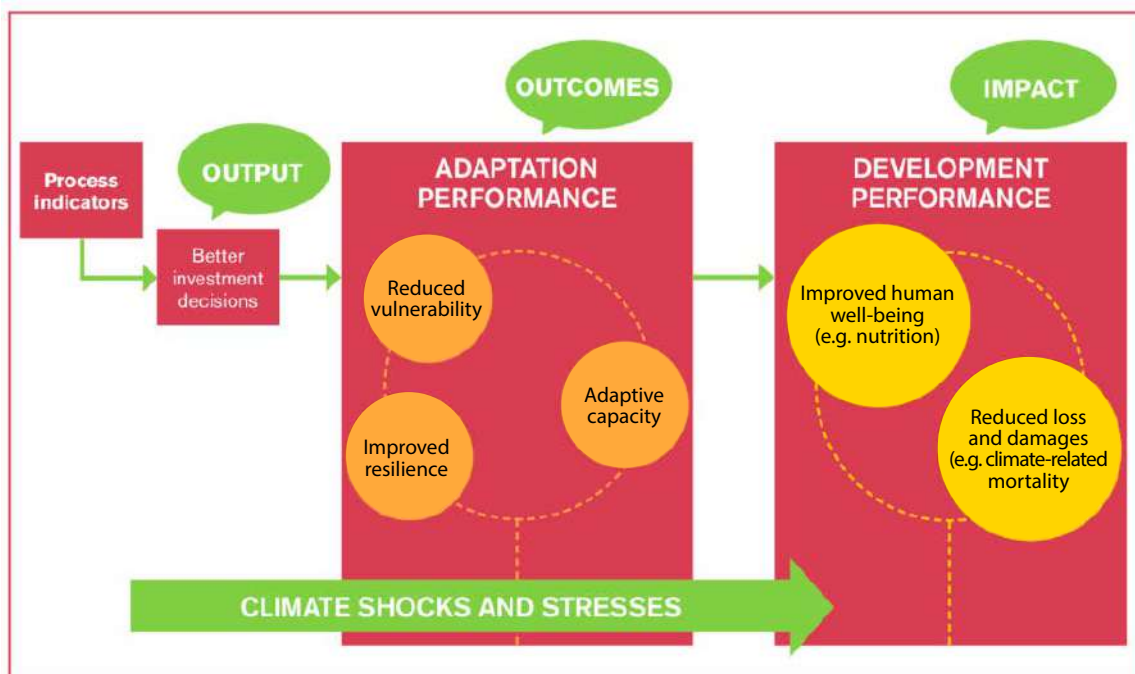 Process
indicators
OUTPUT
Better
investment
decisions
OUTCOMES
ADAPTATION
PERFORMANCE
Reduced
vulnerability
Adaptive
capacity
Improved
resilience
IMPACT
DEVELOPMENT
PERFORMANCE
Improved human
well-being
(e.g. nutrition)
Reduced loss
and damages
(e.g. climate-related
mortality
CLIMATE SHOCKS AND STRESSES